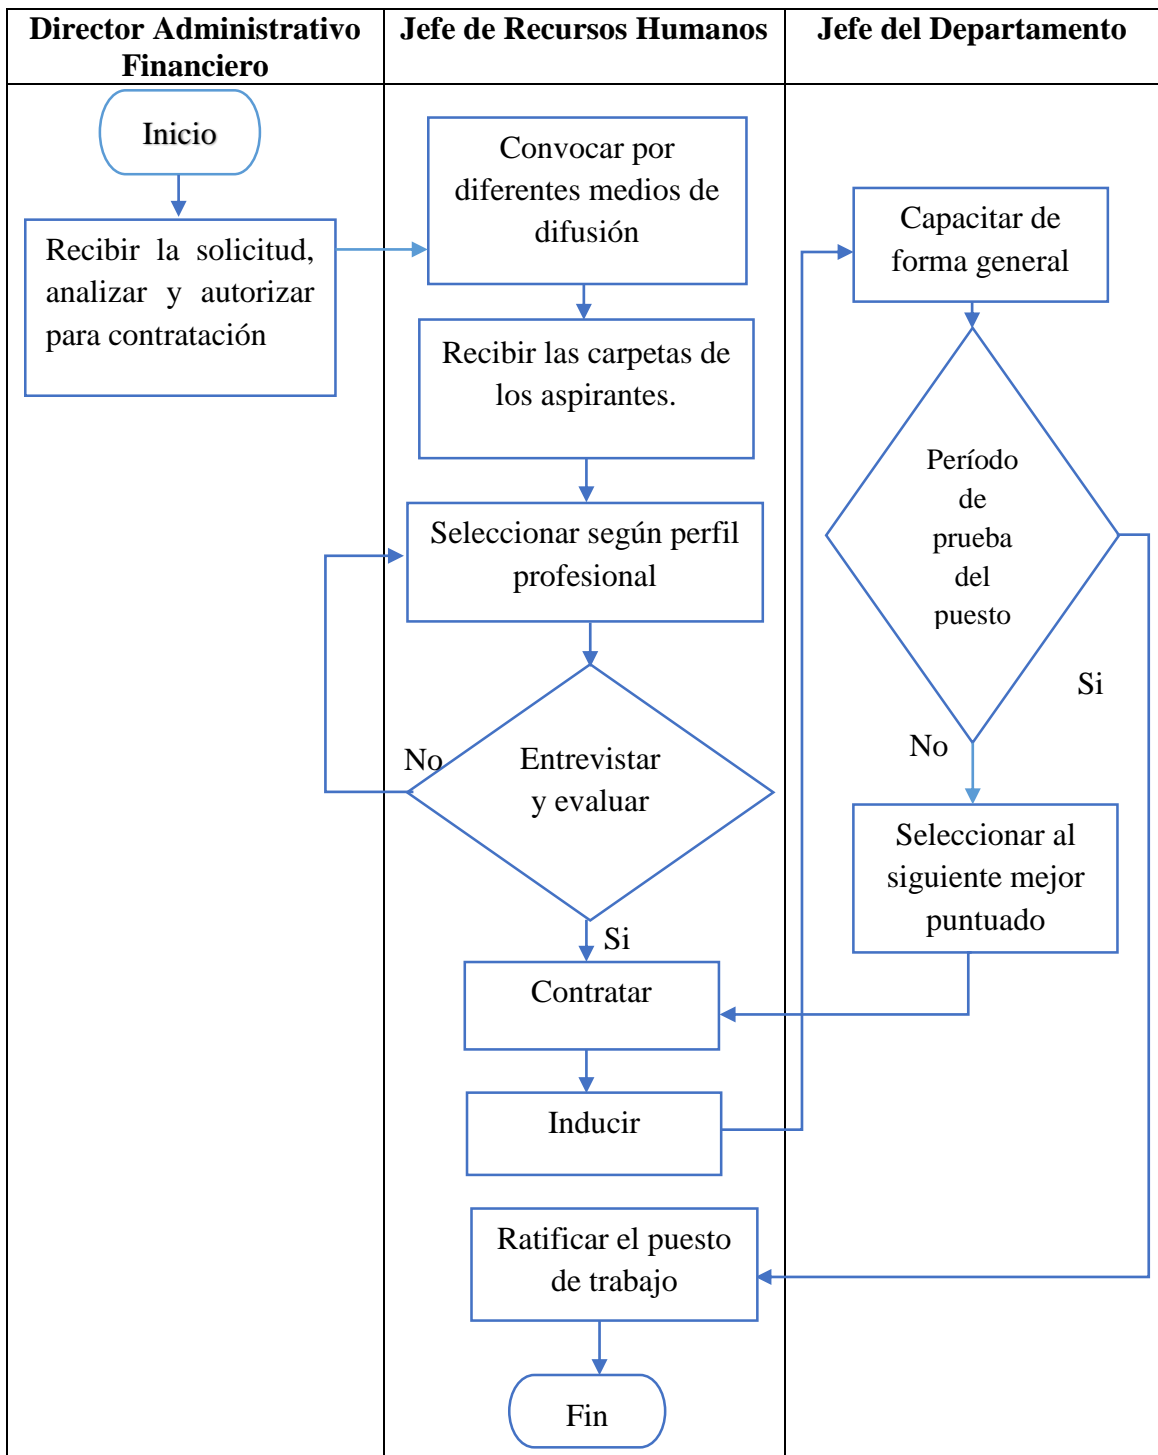 Director Administrativo
Financiero
Jefe de Recursos Humanos
Jefe del Departamento
Inicio
Recibir la solicitud,
analizar y autorizar
para contratación
Convocar por
diferentes medios de
difusión
Recibir las carpetas de
los aspirantes.
Seleccionar según perfil
profesional
No
Entrevistar
y evaluar
Si
Contratar
Inducir
Capacitar de
forma general
Período
de
prueba
del
puesto
Si
No
Seleccionar al
siguiente mejor
puntuado
Ratificar el puesto
de trabajo
Fin